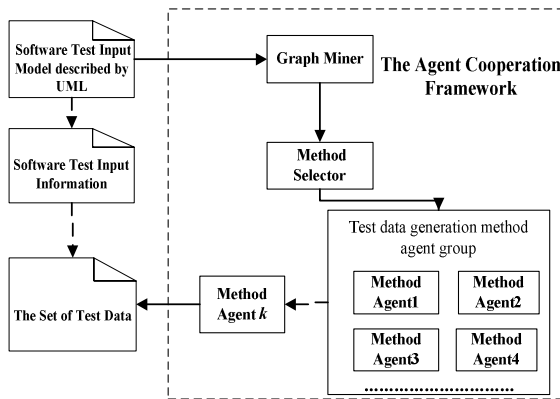 Software Test Input
Model described by
UML
Graph Miner
The Agent Cooperation
Framework
Software Test Input
Information
Method
Selector
Test data generation method
agent group
The Set of Test Data
Method
Agent k
Method
Agent1
Method
Agent2
Method
Agent3
Method
Agent4